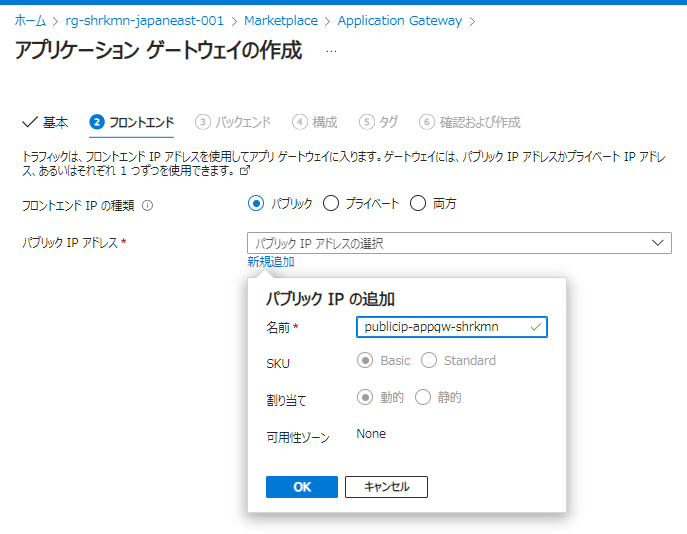 ホーム > rg-shrkmn-japaneast-001 > Marketplace > Application Gateway >
アプリケーション ゲートウェイの作成 ...
基本 2 フロントエンド 3 バックエンド 4 構成 5 タグ 6 確認および作成
トラフィックは、フロントエンド IP アドレスを使用してアプリ ゲートウェイに入ります。ゲートウェイには、パブリック IP アドレスかプライベート IP アドレ
ス、あるいはそれぞれ 1 つずつを使用できます。
フロントエンド IP の種類 パブリック プライベート 両方
パブリック IP アドレス * パブリック IP アドレスの選択
新規追加
パブリック IP の追加
名前 * publicip-appqw-shrkmn
SKU Basic Standard
割り当て 動的 静的
可用性ゾーン None
OK キャンセル